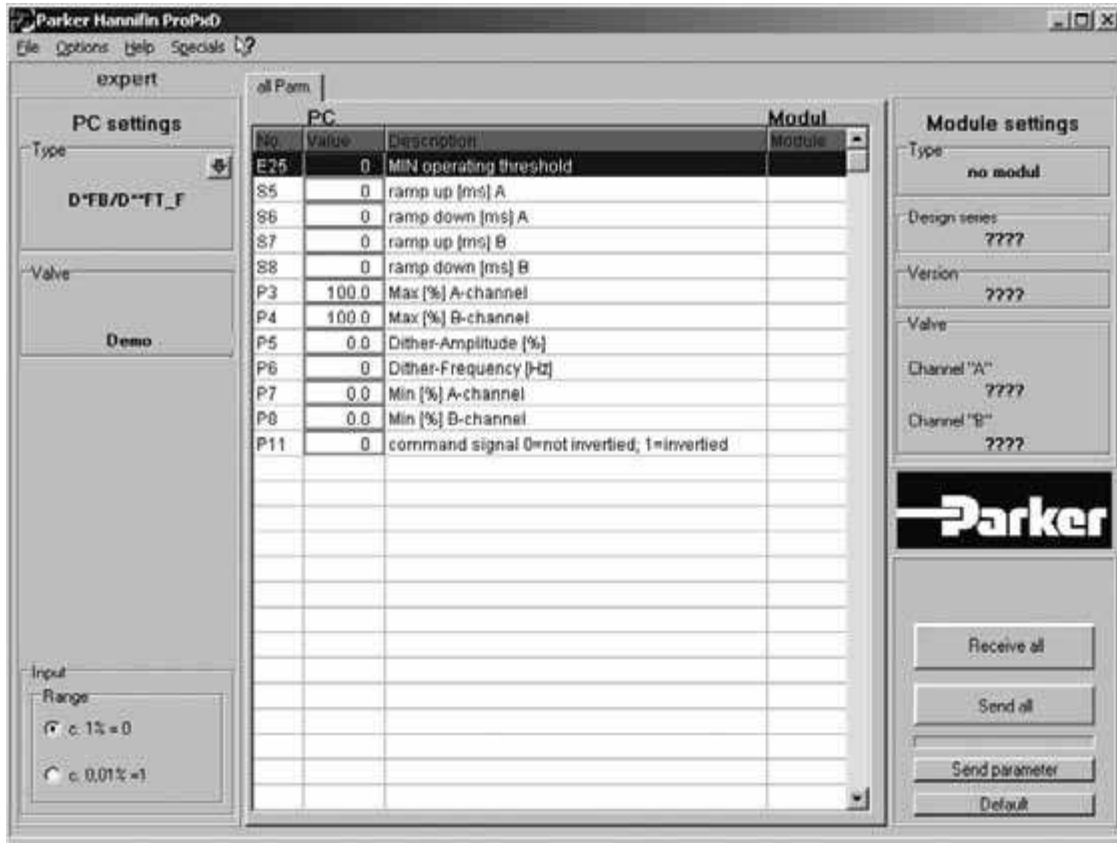 Parker Hannifin ProPxD
File Options Help Specials
expert
PC settings
Type
D*FB/D**FT_F
Valve
Demo
Input
Range
c. 1% = 0
c. 0,01% =1
all Parm.
PC Modul
No. Value Description Module
E25 0 MIN operating threshold
S5 0 ramp up [ms] A
S6 0 ramp down [ms] A
S7 0 ramp up [ms] B
S8 0 ramp down [ms] B
P3 100.0 Max [%] A-channel
P4 100.0 Max [%] B-channel
P5 0.0 Dither-Amplitude [%]
P6 0 Dither-Frequency [Hz]
P7 0.0 Min [%] A-channel
P8 0.0 Min [%] B-channel
P11 0 command signal 0=not invertied; 1=invertied
Module settings
Type
no modul
Design series
????
Version
????
Valve
Channel "A"
????
Channel "B"
????
Parker
Receive all
Send all
Send parameter
Default